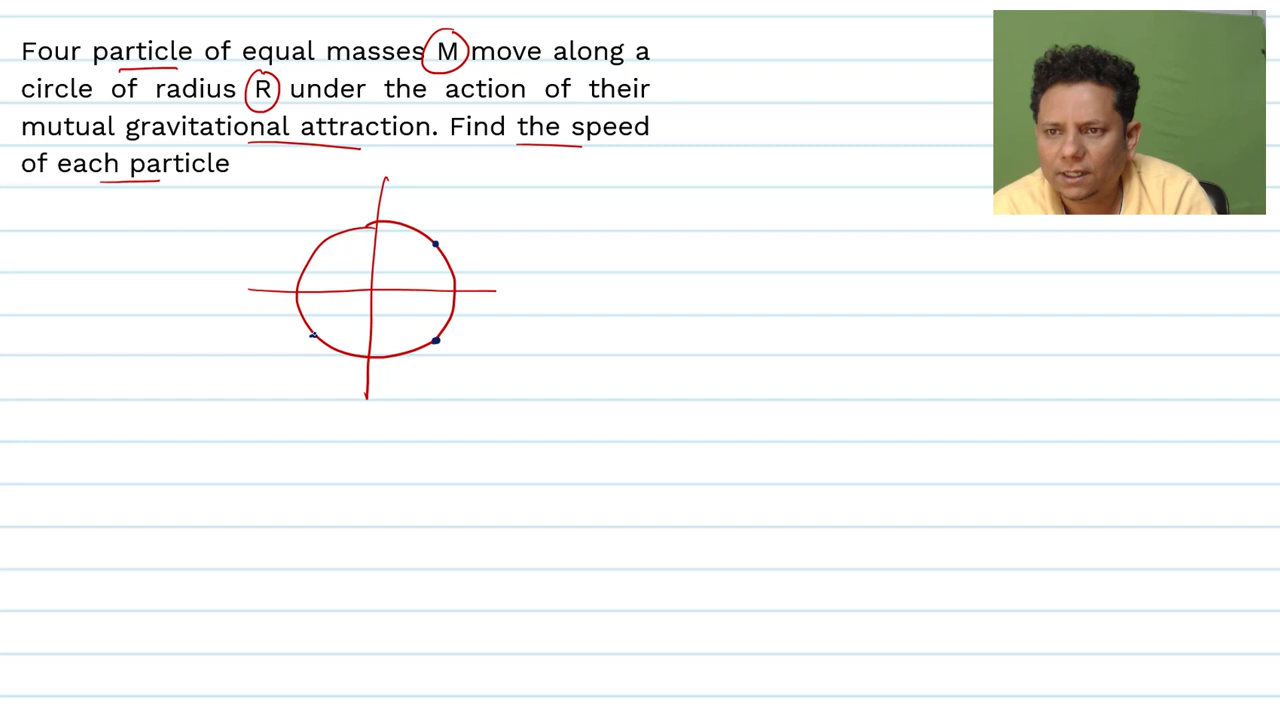 Four particle of equal masses M move along a
circle of radius R under the action of their
mutual gravitational attraction. Find the speed
of each particle